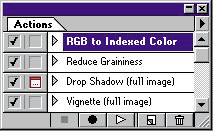 Actions
RGB to Indexed Color
Reduce Graininess
Drop Shadow (full image)
Vignette (full image)